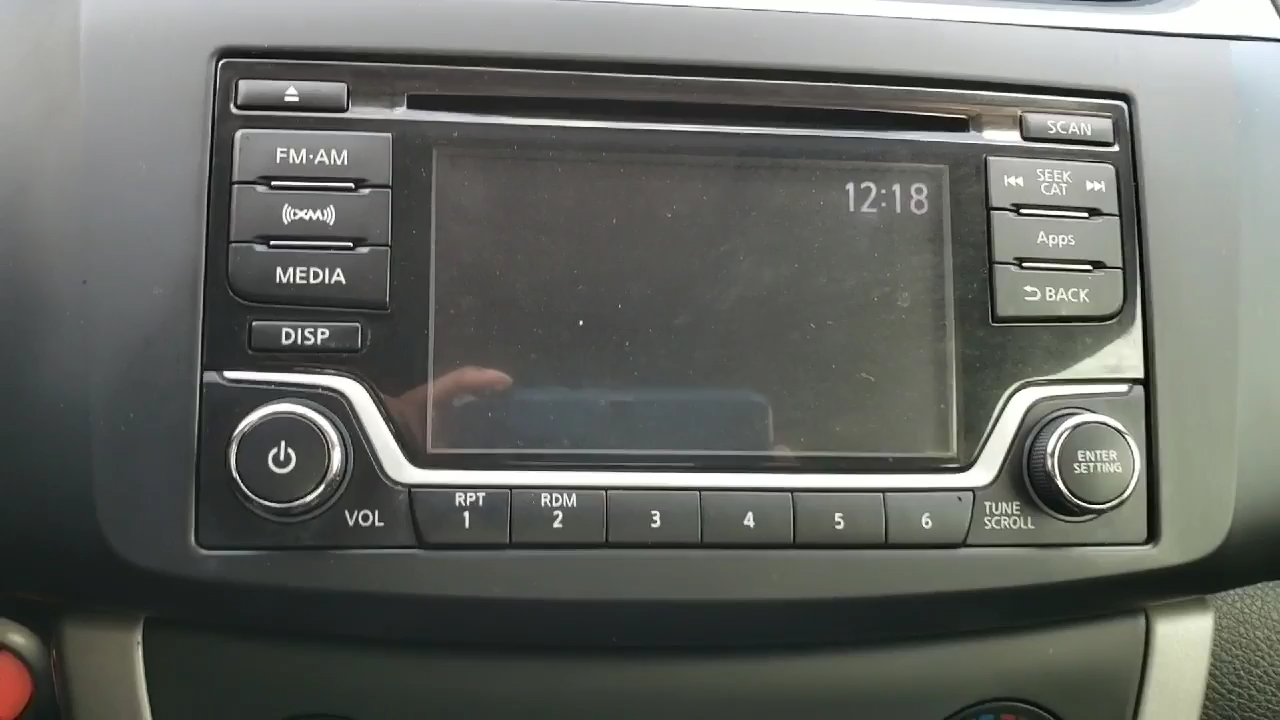 SCAN
FM·AM
12:18
SEEK
CAT
((XM))
Apps
MEDIA
BACK
DISP
ENTER
SETTING
VOL
RPT
1
RDM
2
3
4
5
6
TUNE
SCROLL